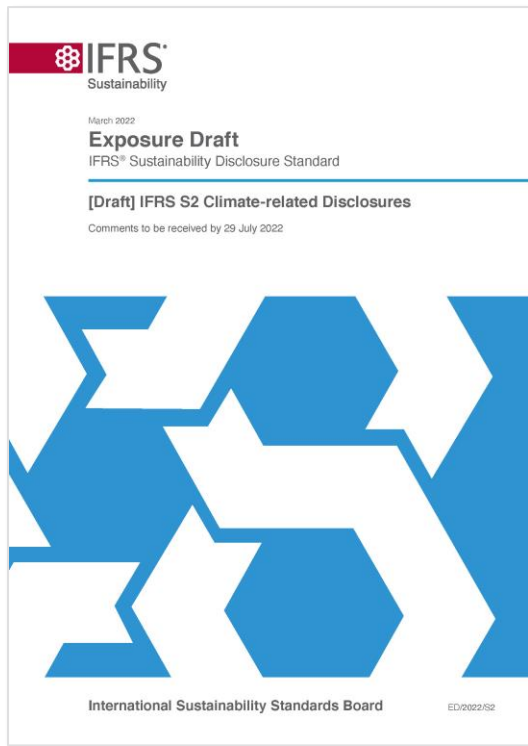 IFRS®
Sustainability
March 2022
Exposure Draft
IFRS® Sustainability Disclosure Standard
[Draft] IFRS S2 Climate-related Disclosures
Comments to be received by 29 July 2022
International Sustainability Standards Board
ED/2022/S2